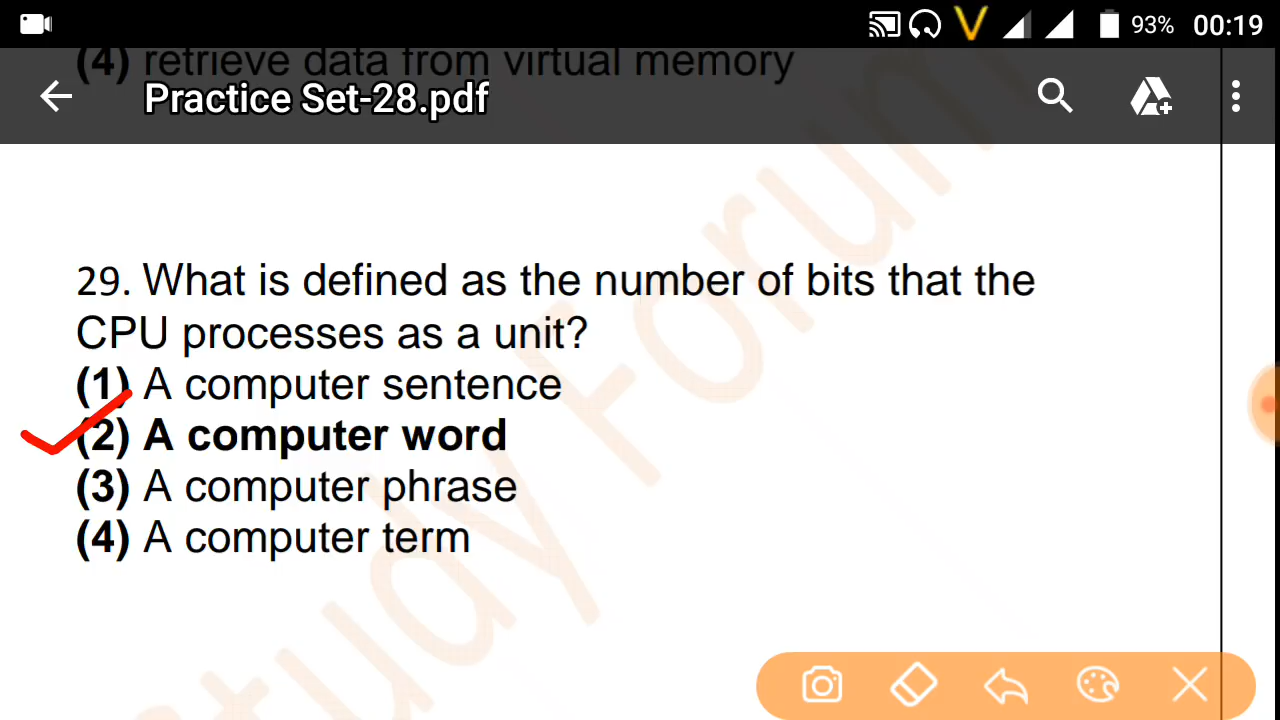 93% 00:19
(4) retrieve data from virtual memory
Practice Set-28.pdf
29. What is defined as the number of bits that the
CPU processes as a unit?
(1) A computer sentence
(2) A computer word
(3) A computer phrase
(4) A computer term
Study Forum